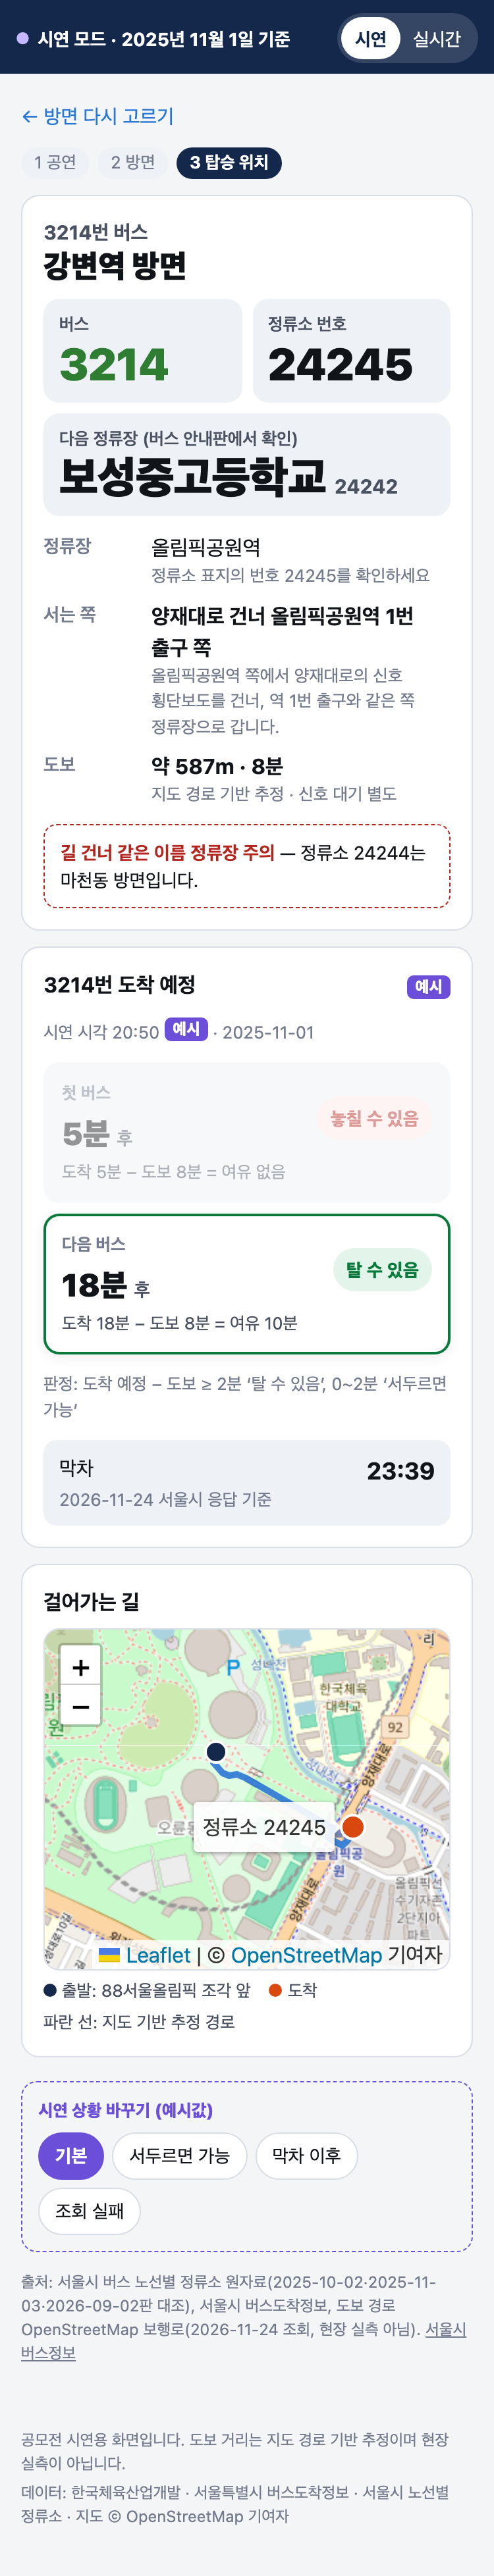 시연 모드 · 2025년 11월 1일 기준
시연 실시간
← 방면 다시 고르기
1 공연 2 방면 3 탑승 위치
3214번 버스
강변역 방면
버스
3214
정류소 번호
24245
다음 정류장 (버스 안내판에서 확인)
보성중고등학교 24242
정류장
올림픽공원역
정류소 표지의 번호 24245를 확인하세요
서는 쪽
양재대로 건너 올림픽공원역 1번
출구 쪽
올림픽공원역 쪽에서 양재대로의 신호
횡단보도를 건너, 역 1번 출구와 같은 쪽
정류장으로 갑니다.
도보
약 587m · 8분
지도 경로 기반 추정 · 신호 대기 별도
길 건너 같은 이름 정류장 주의 — 정류소 24244는
마천동 방면입니다.
3214번 도착 예정 예시
시연 시각 20:50 예시 · 2025-11-01
첫 버스
5분 후
놓칠 수 있음
도착 5분 − 도보 8분 = 여유 없음
다음 버스
18분 후
탈 수 있음
도착 18분 − 도보 8분 = 여유 10분
판정: 도착 예정 − 도보 ≥ 2분 ‘탈 수 있음’, 0~2분 ‘서두르면
가능’
막차 23:39
2026-11-24 서울시 응답 기준
걸어가는 길
+
−
P
리
한국체육
대학교
92
양재대로
정류소 24245
양재대로
Leaflet | © OpenStreetMap 기여자
출발: 88서울올림픽 조각 앞 도착
파란 선: 지도 기반 추정 경로
시연 상황 바꾸기 (예시값)
기본 서두르면 가능 막차 이후
조회 실패
출처: 서울시 버스 노선별 정류소 원자료(2025-10-02·2025-11-
03·2026-09-02판 대조), 서울시 버스도착정보, 도보 경로
OpenStreetMap 보행로(2026-11-24 조회, 현장 실측 아님). 서울시
버스정보
공모전 시연용 화면입니다. 도보 거리는 지도 경로 기반 추정이며 현장
실측이 아닙니다.
데이터: 한국체육산업개발 · 서울특별시 버스도착정보 · 서울시 노선별
정류소 · 지도 © OpenStreetMap 기여자